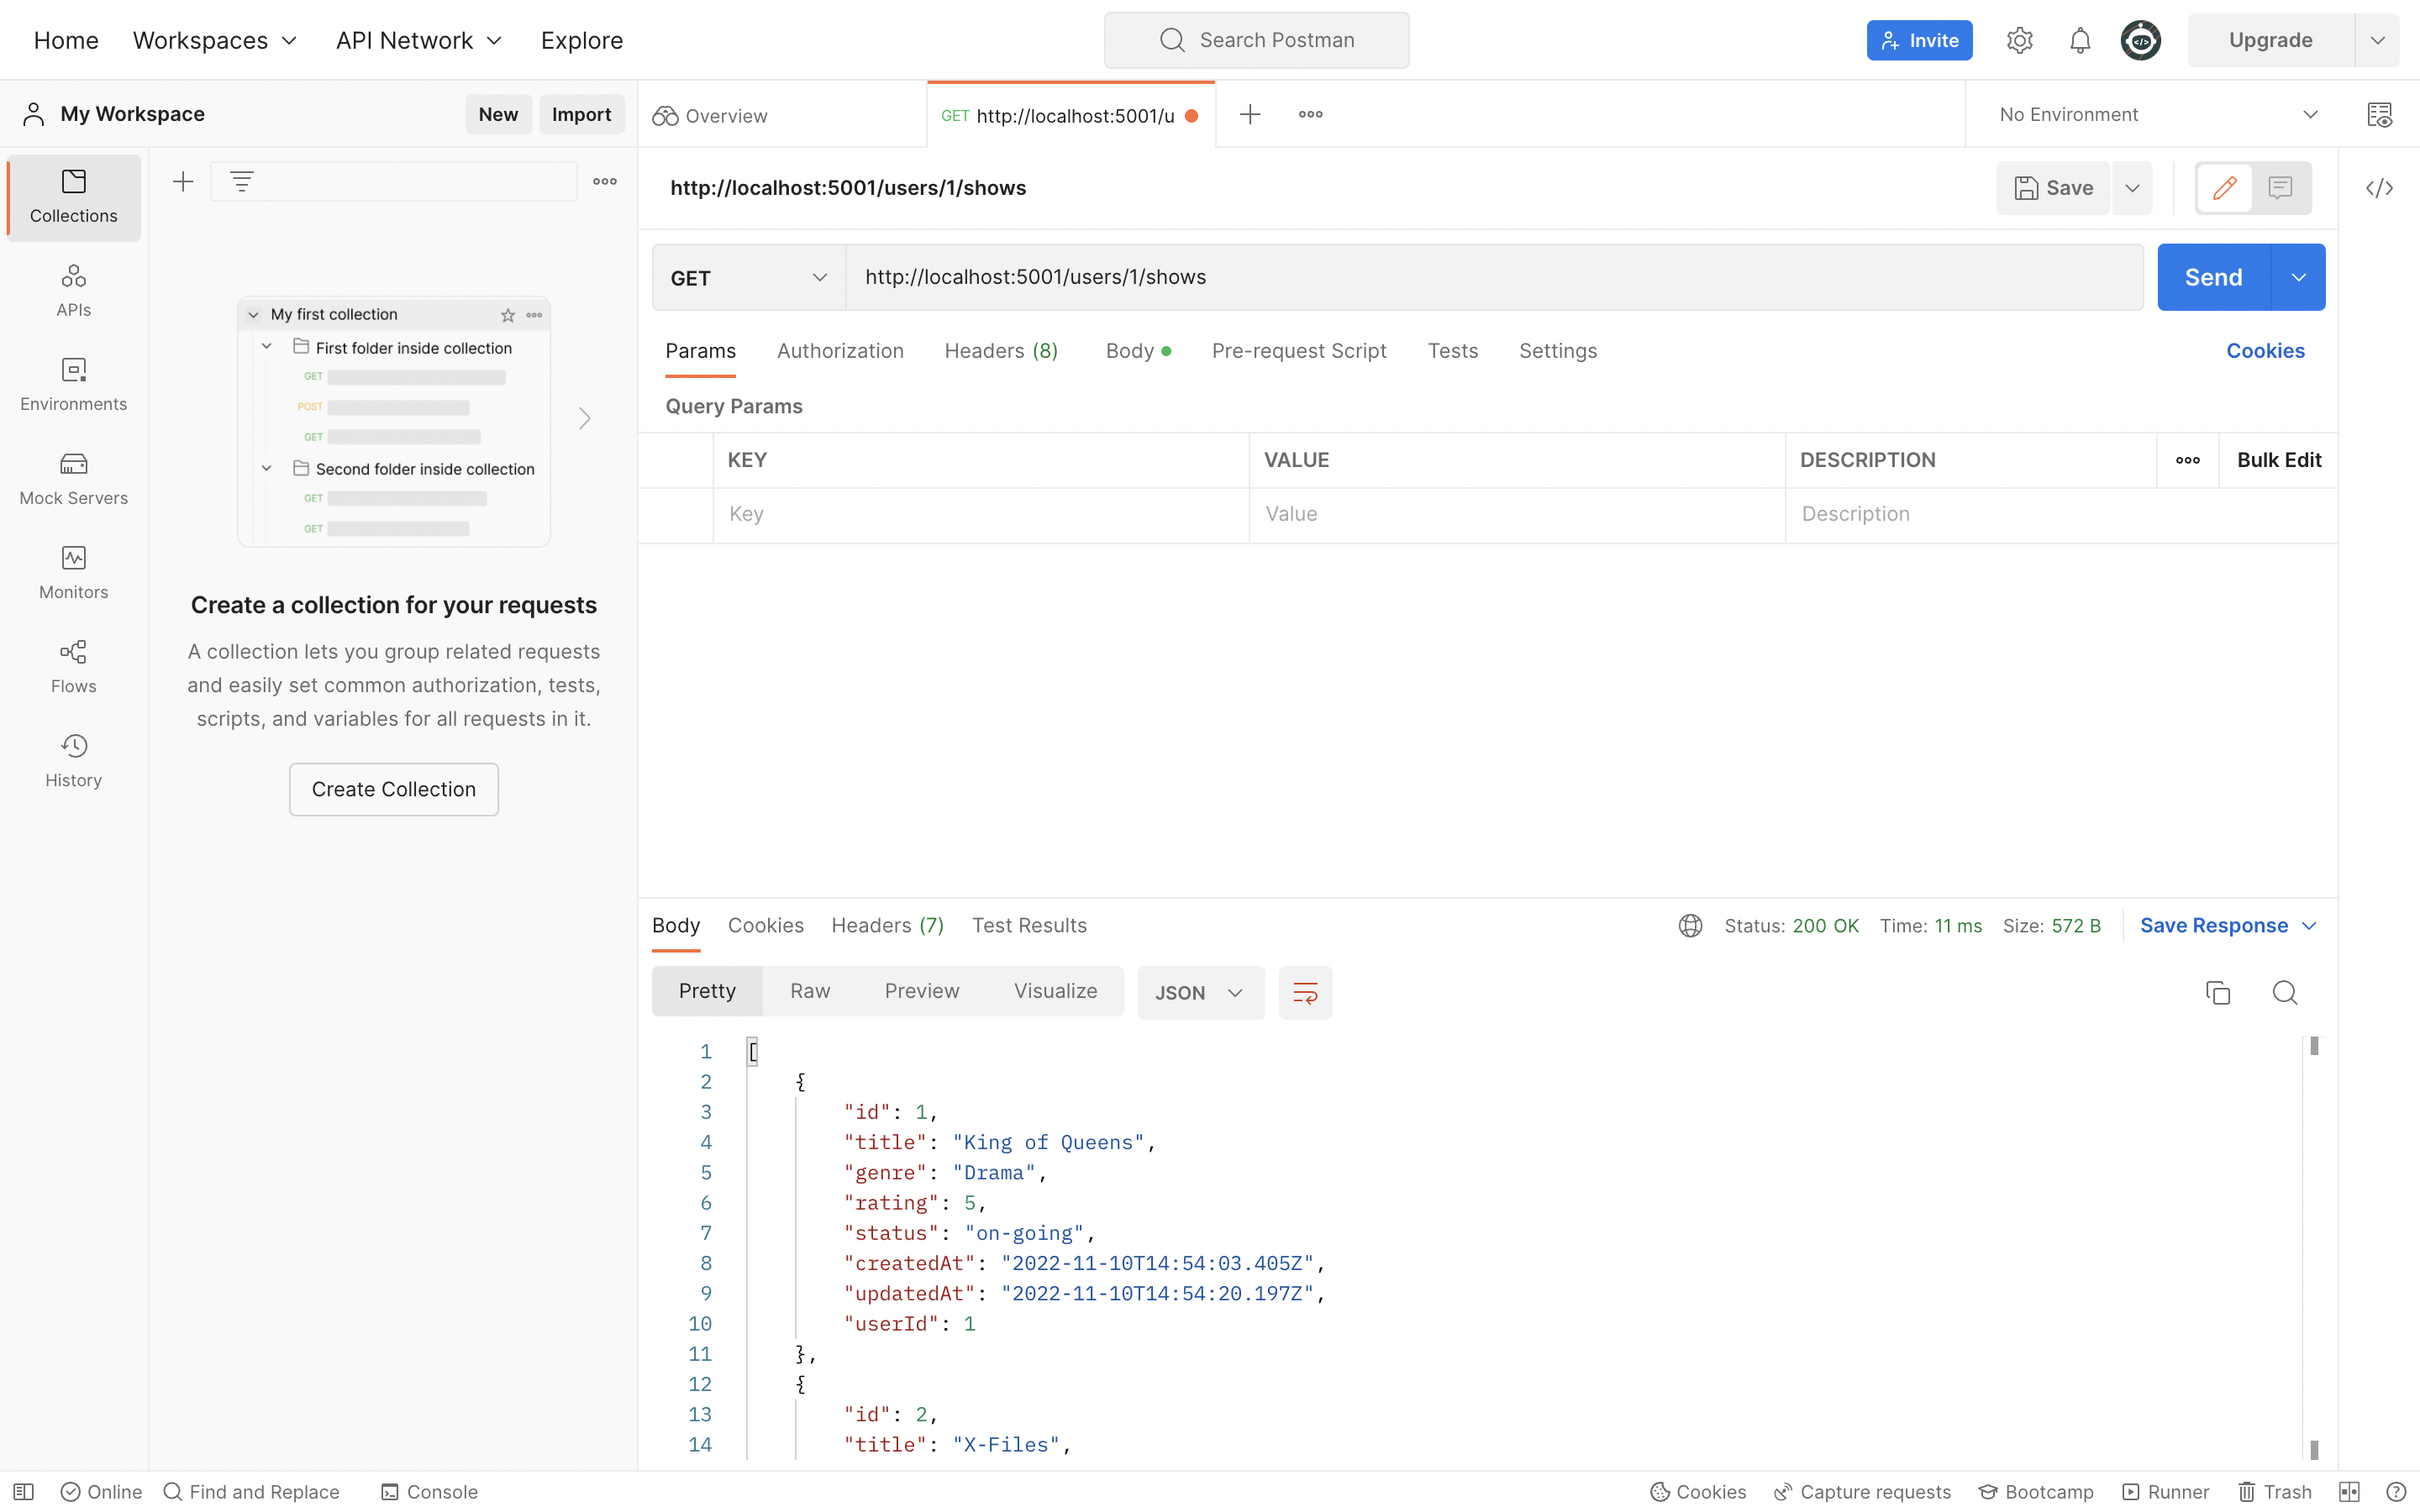 Home Workspaces API Network Explore Search Postman Invite Upgrade
My Workspace New Import Overview GET http://localhost:5001/u No Environment
Collections
APIs
Environments
Mock Servers
Monitors
Flows
History
My first collection
First folder inside collection
GET
POST
GET
Second folder inside collection
GET
GET
Create a collection for your requests
A collection lets you group related requests
and easily set common authorization, tests,
scripts, and variables for all requests in it.
Create Collection
http://localhost:5001/users/1/shows Save
GET http://localhost:5001/users/1/shows Send
Params Authorization Headers (8) Body Pre-request Script Tests Settings Cookies
Query Params
KEY VALUE DESCRIPTION Bulk Edit
Key Value Description
Body Cookies Headers (7) Test Results Status: 200 OK Time: 11 ms Size: 572 B Save Response
Pretty Raw Preview Visualize JSON
1 [
2 {
3 "id": 1,
4 "title": "King of Queens",
5 "genre": "Drama",
6 "rating": 5,
7 "status": "on-going",
8 "createdAt": "2022-11-10T14:54:03.405Z",
9 "updatedAt": "2022-11-10T14:54:20.197Z",
10 "userId": 1
11 },
12 {
13 "id": 2,
14 "title": "X-Files",
Online Find and Replace Console Cookies Capture requests Bootcamp Runner Trash